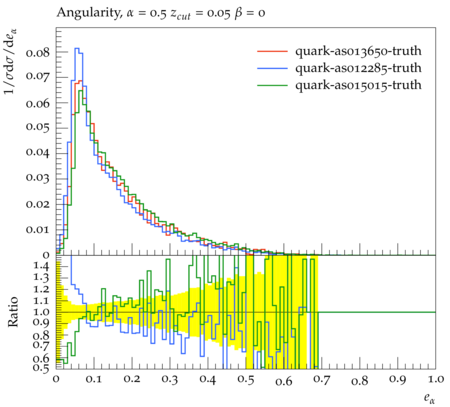 Angularity, α = 0.5 z_cut = 0.05 β = 0
1/σdσ/de_α
0.08
0.07
0.06
0.05
0.04
0.03
0.02
0.01
0
quark-as013650-truth
quark-as012285-truth
quark-as015015-truth
Ratio
1.4
1.3
1.2
1.1
1.0
0.9
0.8
0.7
0.6
0.5
0 0.1 0.2 0.3 0.4 0.5 0.6 0.7 0.8 0.9 1.0
e_α